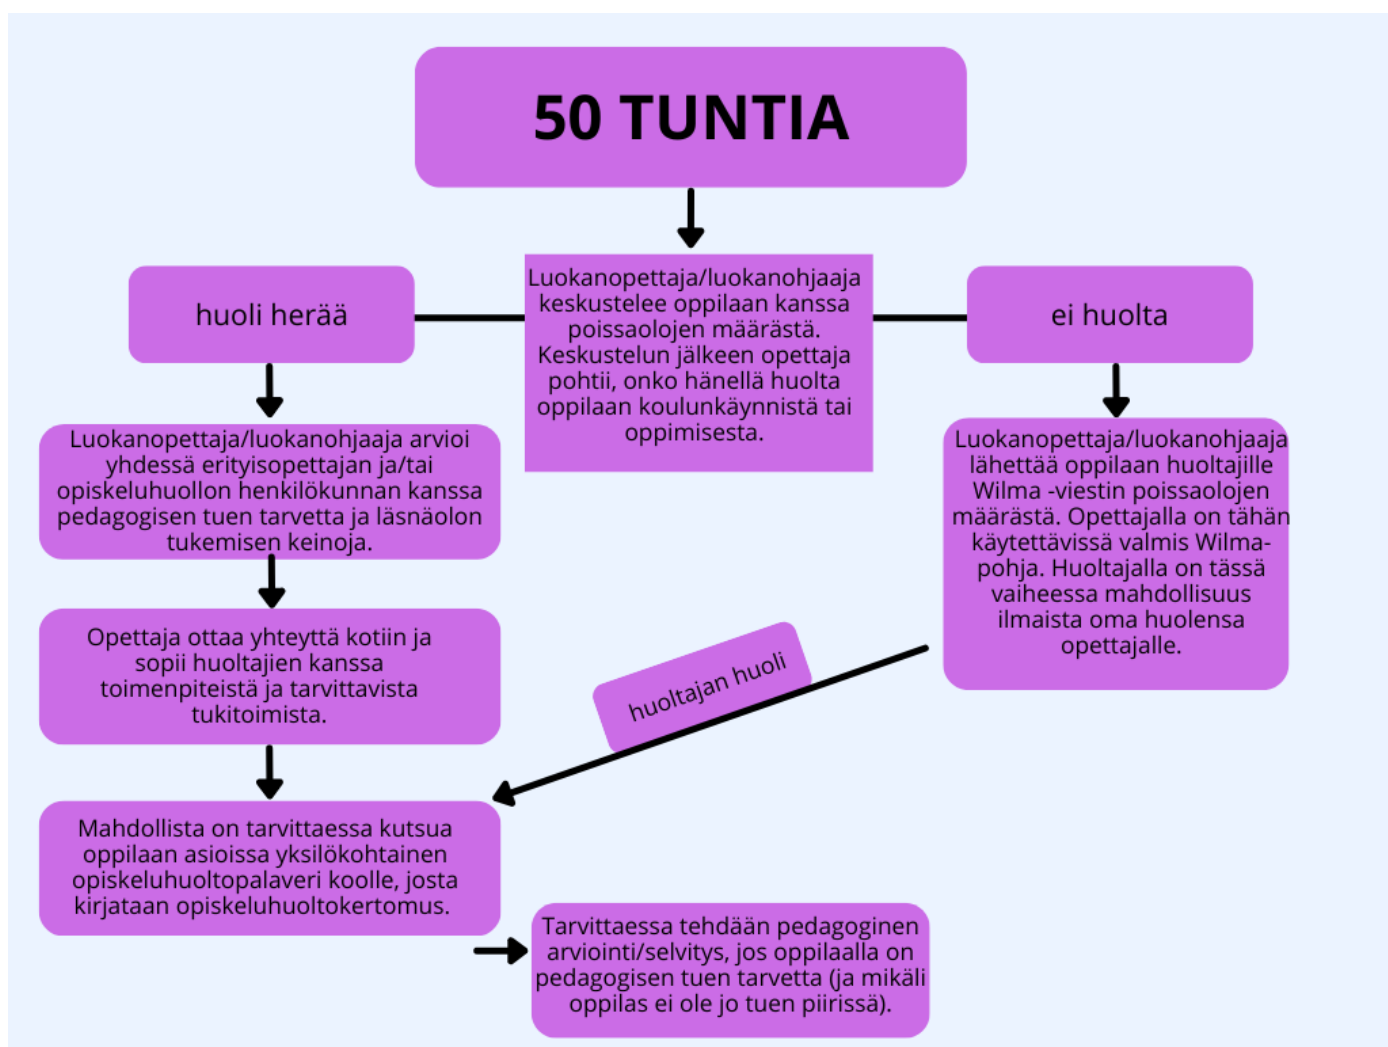 50 TUNTIA
Luokanopettaja/luokanohjaaja
keskustelee oppilaan kanssa
poissaolojen määrästä.
Keskustelun jälkeen opettaja
pohtii, onko hänellä huolta
oppilaan koulunkäynnistä tai
oppimisesta.
huoli herää
Luokanopettaja/luokanohjaaja arvioi
yhdessä erityisopettajan ja/tai
opiskeluhuollon henkilökunnan kanssa
pedagogisen tuen tarvetta ja läsnäolon
tukemisen keinoja.
Opettaja ottaa yhteyttä kotiin ja
sopii huoltajien kanssa
toimenpiteistä ja tarvittavista
tukitoimista.
ei huolta
Luokanopettaja/luokanohjaaja
lähettää oppilaan huoltajille
Wilma -viestin poissaolojen
määrästä. Opettajalla on tähän
käytettävissä valmis Wilma-
pohja. Huoltajalla on tässä
vaiheessa mahdollisuus
ilmaista oma huolensa
opettajalle.
huoltajan huoli
Mahdollista on tarvittaessa kutsua
oppilaan asioissa yksilökohtainen
opiskeluhuoltopalaveri koolle, josta
kirjataan opiskeluhuoltokertomus.
Tarvittaessa tehdään pedagoginen
arviointi/selvitys, jos oppilaalla on
pedagogisen tuen tarvetta (ja mikäli
oppilas ei ole jo tuen piirissä).